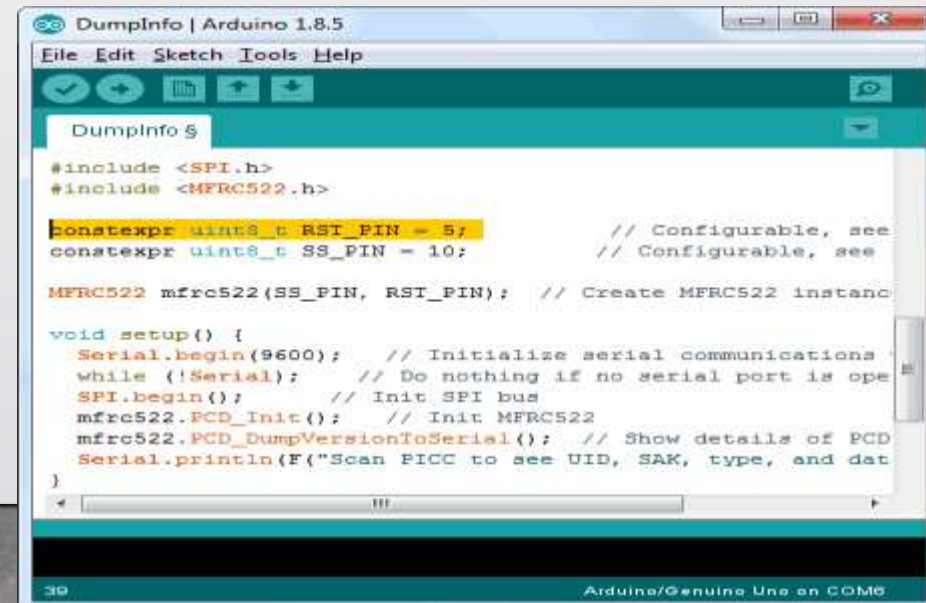 DumpInfo | Arduino 1.8.5
File Edit Sketch Tools Help
DumpInfo §
#include <SPI.h>
#include <MFRC522.h>
constexpr uint8_t RST_PIN = 5; // Configurable, see
constexpr uint8_t SS_PIN = 10; // Configurable, see
MFRC522 mfrc522(SS_PIN, RST_PIN); // Create MFRC522 instanc
void setup() {
Serial.begin(9600); // Initialize serial communications
while (!Serial); // Do nothing if no serial port is ope
SPI.begin(); // Init SPI bus
mfrc522.PCD_Init(); // Init MFRC522
mfrc522.PCD_DumpVersionToSerial(); // Show details of PCD
Serial.println(F("Scan PICC to see UID, SAK, type, and dat
}
39 Arduino/Genuino Uno on COM6